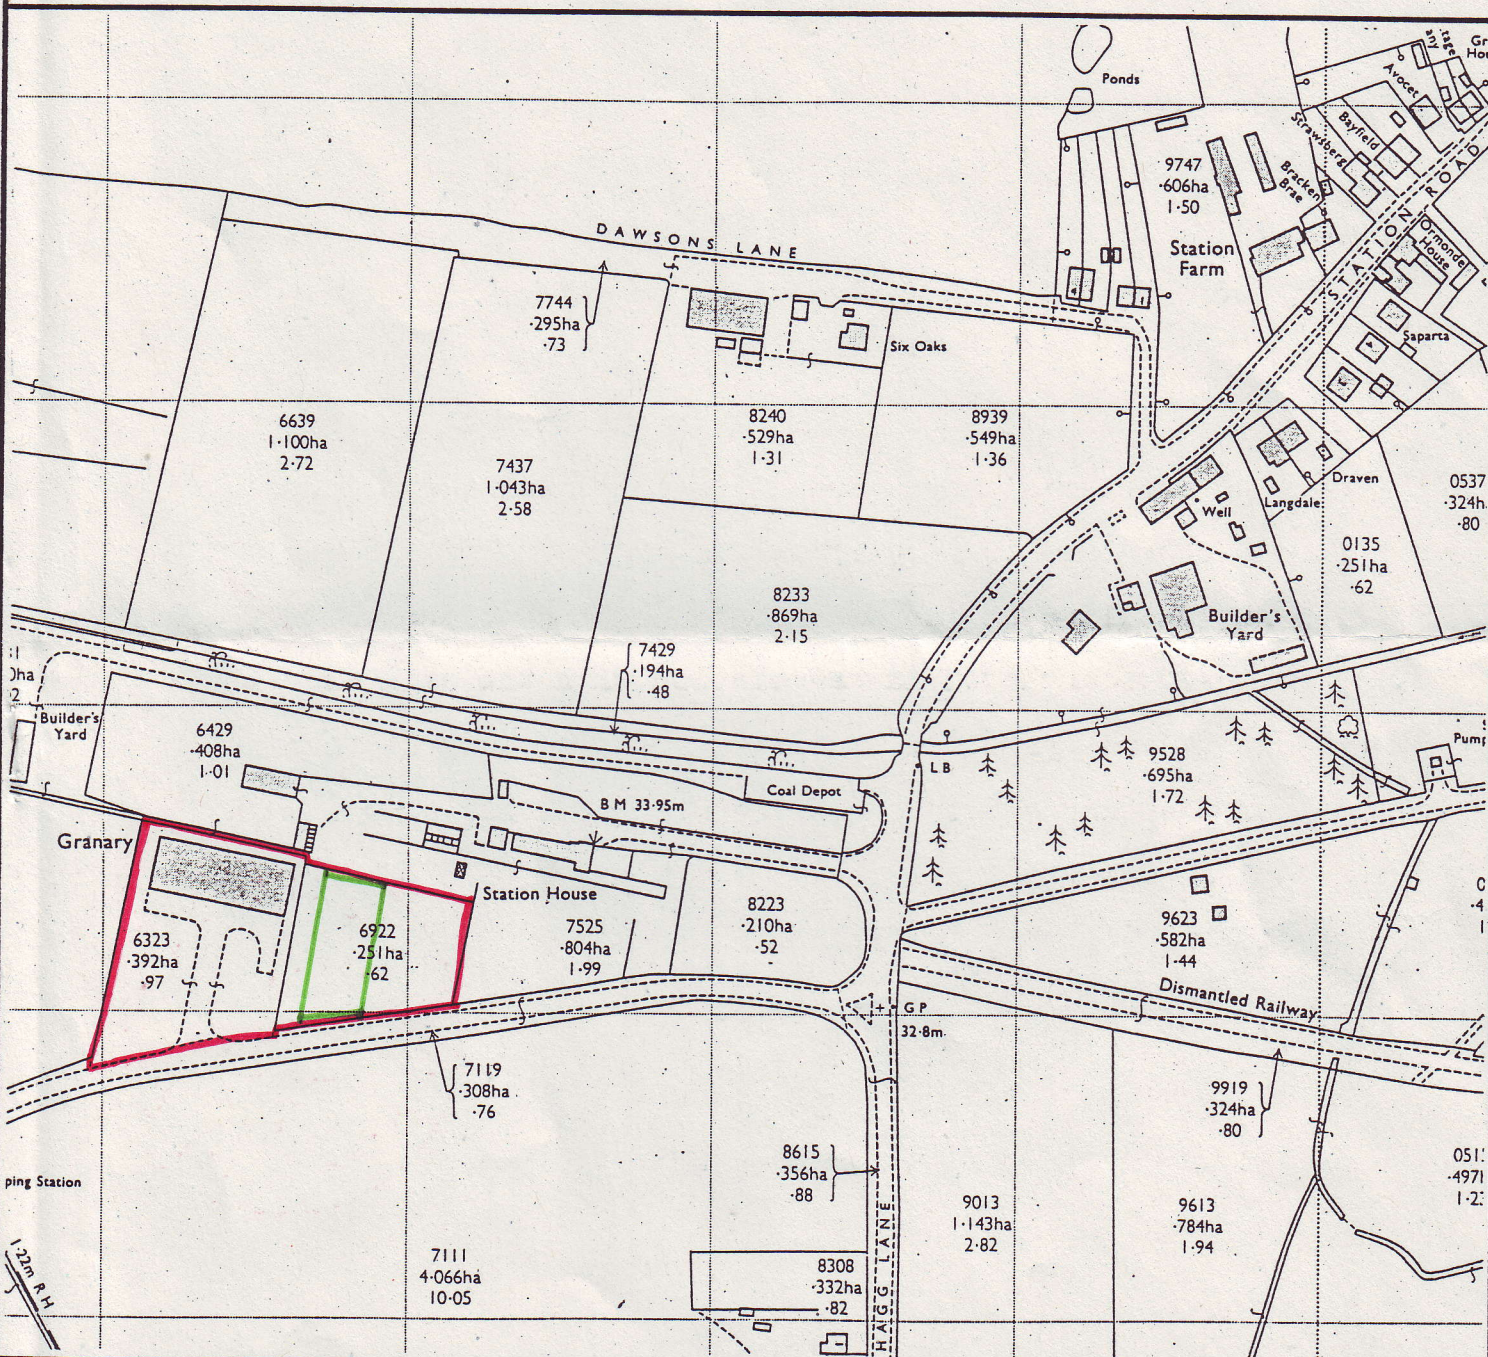 Ponds
Avocet
Bayfield
Strawsberg
Bracken
Brae
9747
·606ha
1·50
Station
Farm
STATION ROAD
Ormonde
House
Saparta
DAWSONS LANE
7744
·295ha
·73
Six Oaks
6639
1·100ha
2·72
7437
1·043ha
2·58
8240
·529ha
1·31
8939
·549ha
1·36
Draven
Langdale
Well
0537
·80
0135
·251ha
·62
8233
·869ha
2·15
Builder's
Yard
7429
·194ha
·48
Builder's
Yard
6429
·408ha
1·01
LB
9528
·695ha
1·72
Coal Depot
BM 33·95m
Granary
Station House
6323
·392ha
·97
6922
·251ha
·62
7525
·804ha
1·99
8223
·210ha
·52
9623
·582ha
1·44
Dismantled Railway
GP
32·8m
7119
·308ha
·76
9919
·324ha
·80
8615
·356ha
·88
ping Station
9013
1·143ha
2·82
9613
·784ha
1·94
1·22m RH
7111
4·066ha
10·05
8308
·332ha
·82
HAGG LANE